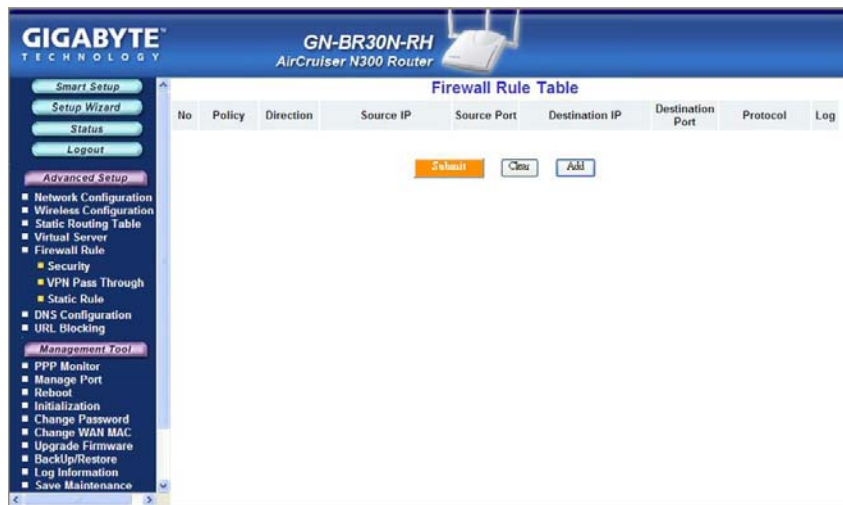 GIGABYTE™
TECHNOLOGY
GN-BR30N-RH
AirCruiser N300 Router
Smart Setup
Setup Wizard
Status
Logout
Advanced Setup
Network Configuration
Wireless Configuration
Static Routing Table
Virtual Server
Firewall Rule
Security
VPN Pass Through
Static Rule
DNS Configuration
URL Blocking
Management Tool
PPP Monitor
Manage Port
Reboot
Initialization
Change Password
Change WAN MAC
Upgrade Firmware
BackUp/Restore
Log Information
Save Maintenance
Firewall Rule Table
No Policy Direction Source IP Source Port Destination IP Destination Port Protocol Log
Submit Clear Add